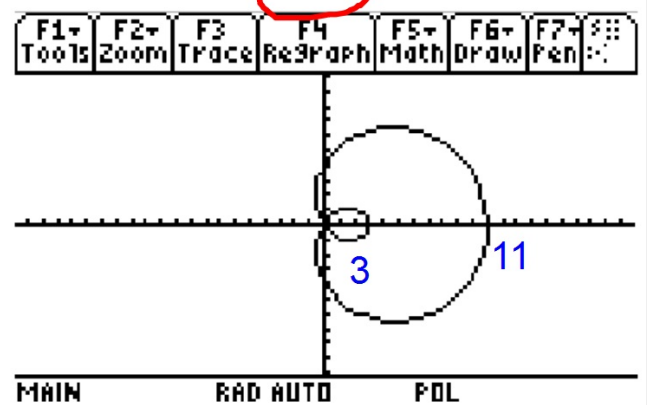 F1 F2 F3 F4 F5 F6 F7
Tools Zoom Trace ReGraph Math Draw Pen
3
11
MAIN RAD AUTO POL